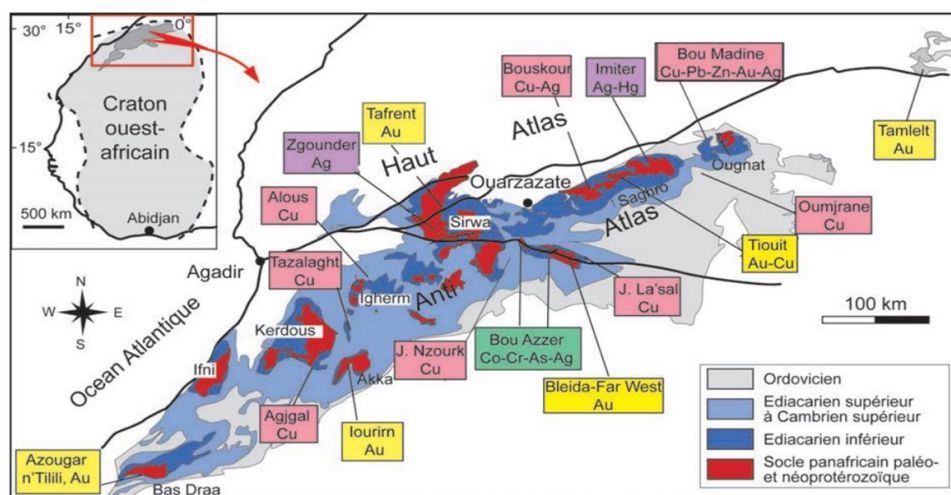 30°
15°
0°
Craton
ouest-
africain
15°
500 km
Abidjan
Bouskour
Cu-Ag
Imiter
Ag-Hg
Bou Madine
Cu-Pb-Zn-Au-Ag
Tafrent
Au
Zgounder
Ag
Tamlelt
Au
Haut
Atlas
Ougnat
Ouarzazate
Saghro
Alous
Cu
Sirwa
Atlas
Oumjrane
Cu
Agadir
Tazalaght
Cu
Tiouit
Au-Cu
N
W
E
S
Igherm
Anti
J. La'sal
Cu
100 km
Ocean Atlantique
Kerdous
Bou Azzer
Co-Cr-As-Ag
J. Nzourk
Cu
Ifni
Akka
Bleida-Far West
Au
Agjgal
Cu
Iourirn
Au
Azougar
n'Tilili, Au
Bas Draa
Ordovicien
Ediacarien supérieur
à Cambrien supérieur
Ediacarien inférieur
Socle panafricain paléo-
et néoprotérozoïque